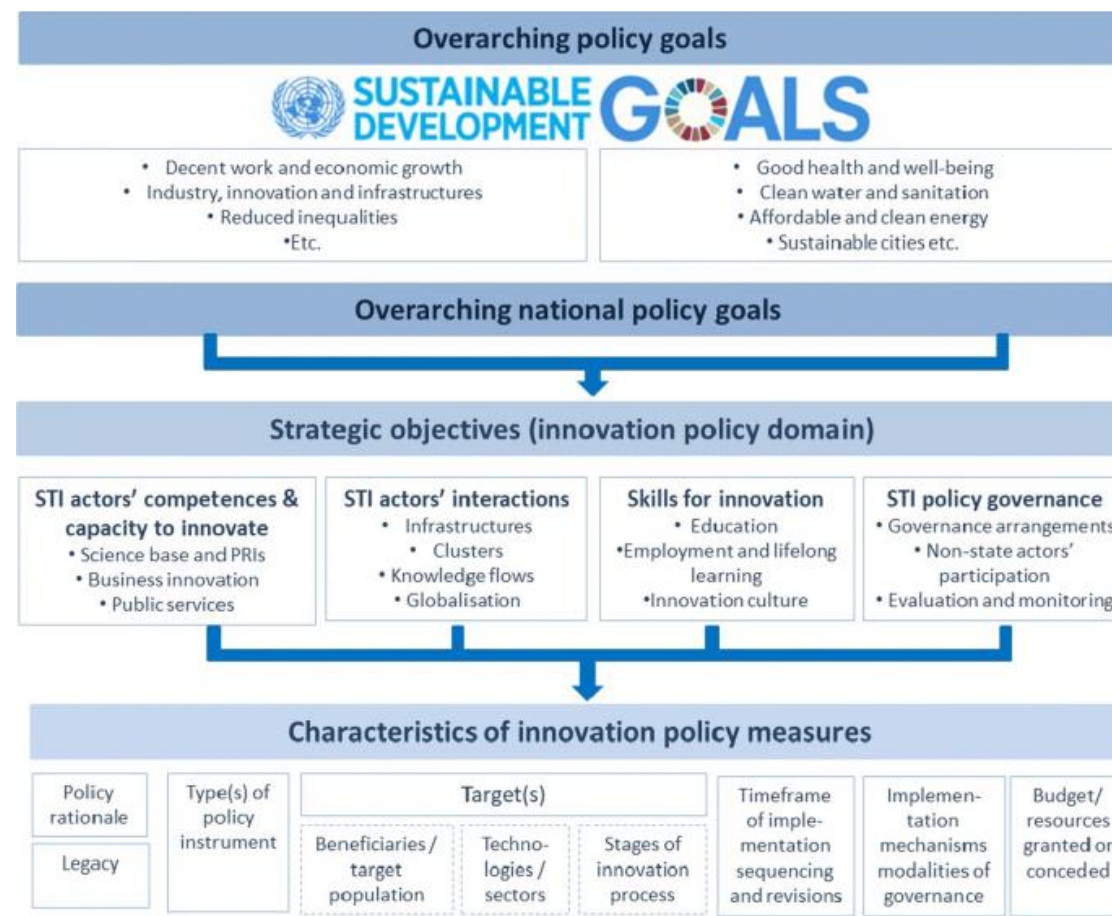 Overarching policy goals
SUSTAINABLE
DEVELOPMENT
GOALS
• Decent work and economic growth
• Industry, innovation and infrastructures
• Reduced inequalities
•Etc.
• Good health and well-being
• Clean water and sanitation
• Affordable and clean energy
• Sustainable cities etc.
Overarching national policy goals
Strategic objectives (innovation policy domain)
STI actors’ competences &
capacity to innovate
• Science base and PRIs
• Business innovation
• Public services
STI actors’ interactions
• Infrastructures
• Clusters
• Knowledge flows
• Globalisation
Skills for innovation
• Education
•Employment and lifelong
learning
•Innovation culture
STI policy governance
• Governance arrangements
• Non-state actors’
participation
• Evaluation and monitoring
Characteristics of innovation policy measures
Policy
rationale
Legacy
Type(s) of
policy
instrument
Target(s)
Beneficiaries /
target
population
Techno-
logies /
sectors
Stages of
innovation
process
Timeframe
of imple-
mentation
sequencing
and revisions
Implemen-
tation
mechanisms
modalities of
governance
Budget/
resources
granted or
conceded